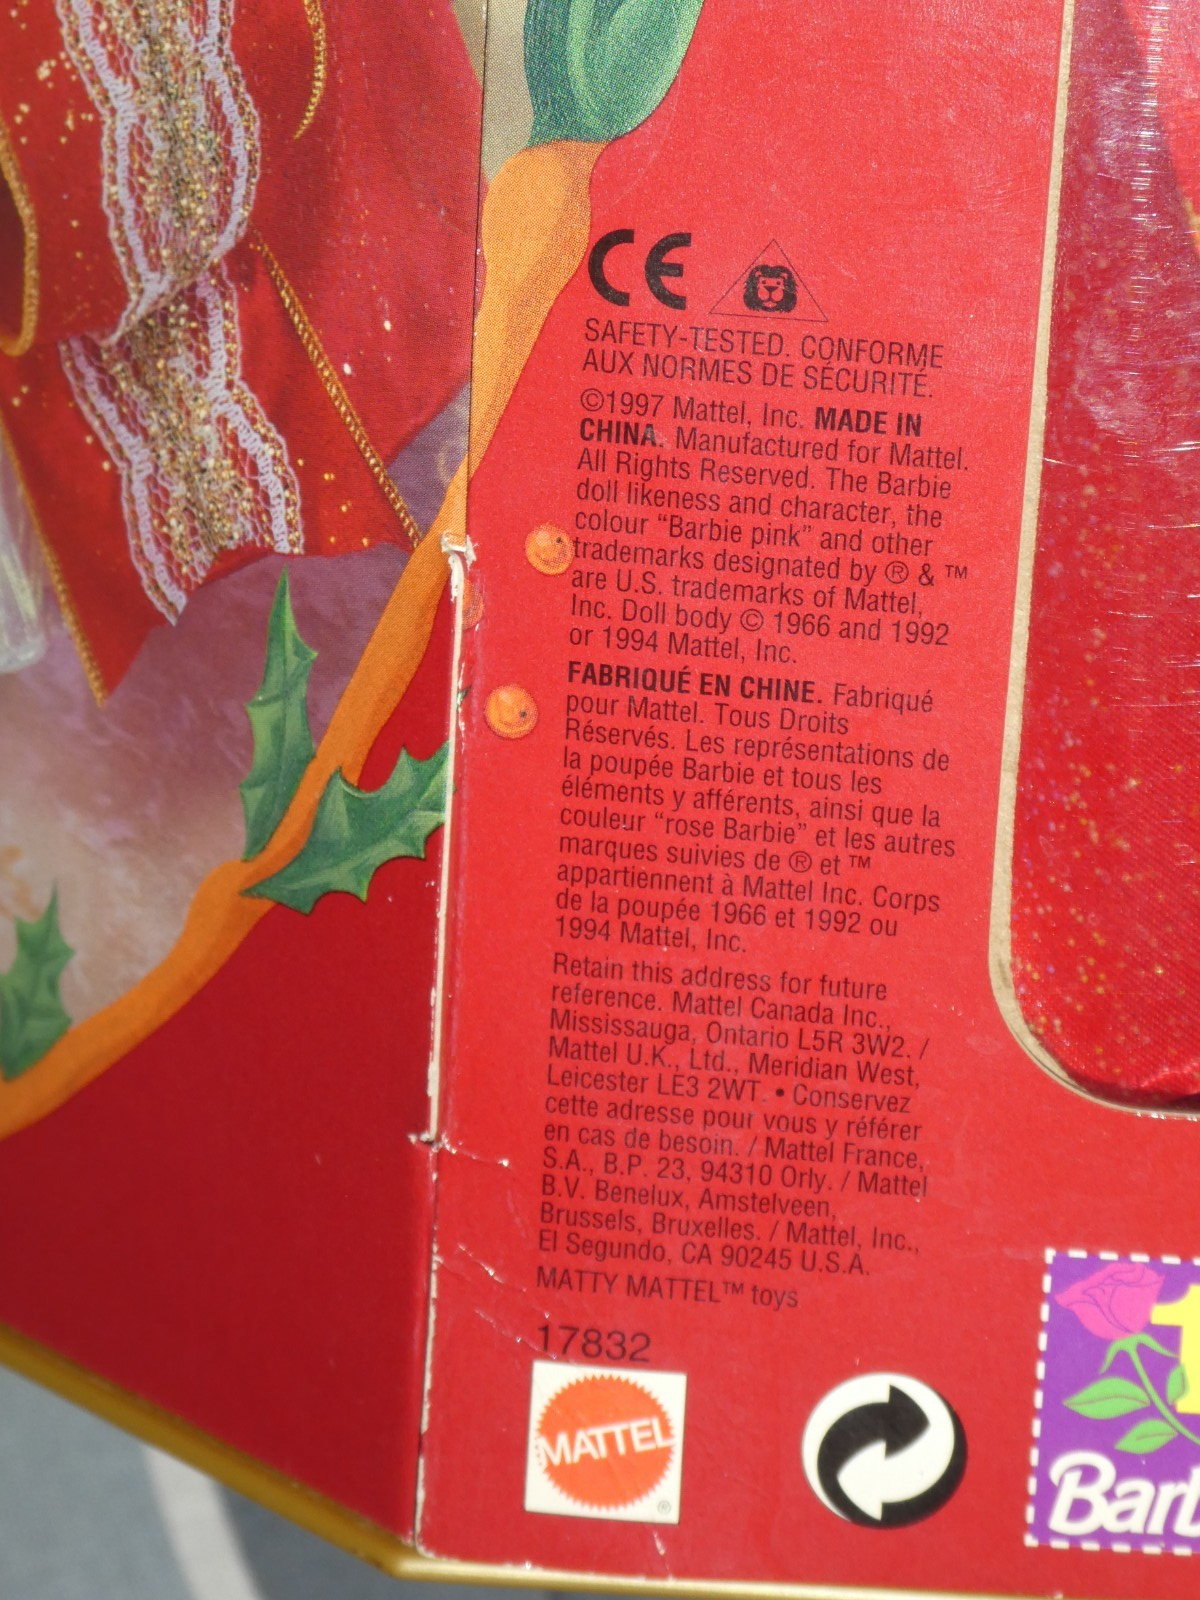 CE
SAFETY-TESTED. CONFORME
AUX NORMES DE SÉCURITÉ.
©1997 Mattel, Inc. MADE IN
CHINA. Manufactured for Mattel.
All Rights Reserved. The Barbie
doll likeness and character, the
colour "Barbie pink" and other
trademarks designated by ® & ™
are U.S. trademarks of Mattel,
Inc. Doll body © 1966 and 1992
or 1994 Mattel, Inc.
FABRIQUÉ EN CHINE. Fabriqué
pour Mattel. Tous Droits
Réservés. Les représentations de
la poupée Barbie et tous les
éléments y afférents, ainsi que la
couleur "rose Barbie" et les autres
marques suivies de ® et ™
appartiennent à Mattel Inc. Corps
de la poupée 1966 et 1992 ou
1994 Mattel, Inc.
Retain this address for future
reference. Mattel Canada Inc.,
Mississauga, Ontario L5R 3W2. /
Mattel U.K., Ltd., Meridian West,
Leicester LE3 2WT. • Conservez
cette adresse pour vous y référer
en cas de besoin. / Mattel France,
S.A., B.P. 23, 94310 Orly. / Mattel
B.V. Benelux, Amstelveen,
Brussels, Bruxelles. / Mattel, Inc.,
El Segundo, CA 90245 U.S.A.
MATTY MATTEL™ toys
17832
MATTEL
®
1
Barb